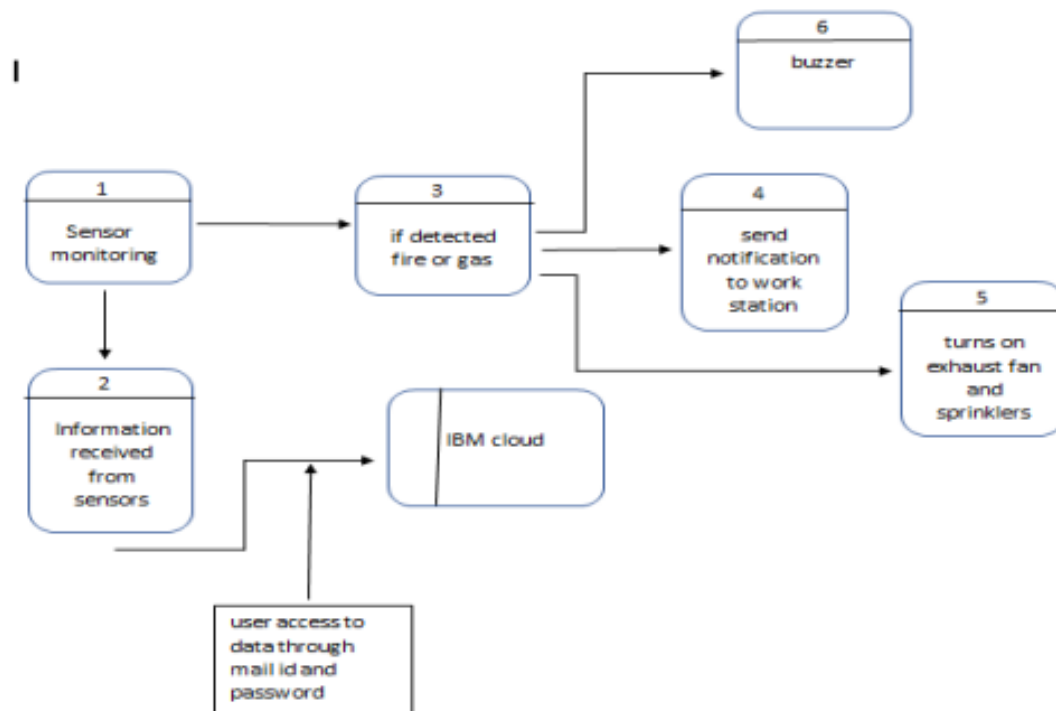 I
6
buzzer
1
Sensor
monitoring
3
if detected
fire or gas
4
send
notification
to work
station
5
turns on
exhaust fan
and
sprinklers
2
Information
received
from
sensors
IBM cloud
user access to
data through
mail id and
password